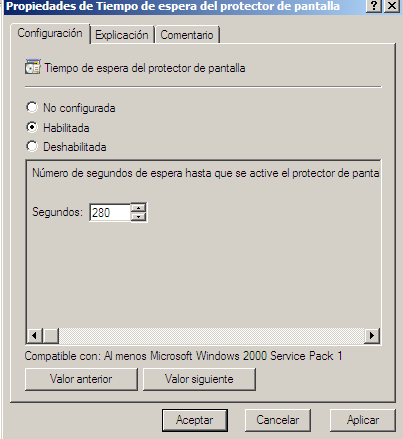 Propiedades de Tiempo de espera del protector de pantalla
Configuración Explicación Comentario
Tiempo de espera del protector de pantalla
No configurada
Habilitada
Deshabilitada
Número de segundos de espera hasta que se active el protector de panta
Segundos: 280
Compatible con: Al menos Microsoft Windows 2000 Service Pack 1
Valor anterior Valor siguiente
Aceptar Cancelar Aplicar